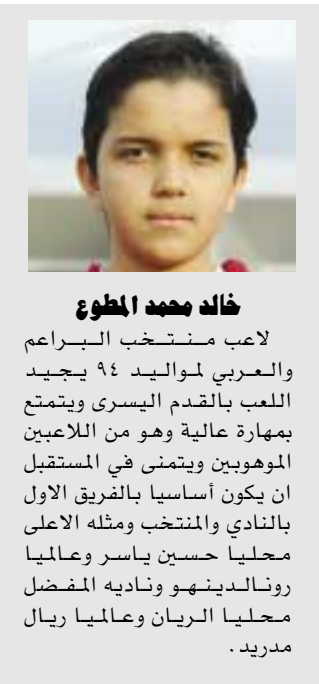 خالد محمد المطوع
لاعب منتخب البراعم
والعربي لمواليد ٩٤ يجيد
اللعب بالقدم اليسرى ويتمتع
بمهارة عالية وهو من اللاعبين
الموهوبين ويتمنى في المستقبل
ان يكون أساسيا بالفريق الاول
بالنادي والمنتخب ومثله الاعلى
محليا حسين ياسر وعالميا
رونالدينهو وناديه المفضل
محليا الريان وعالميا ريال
مدريد.